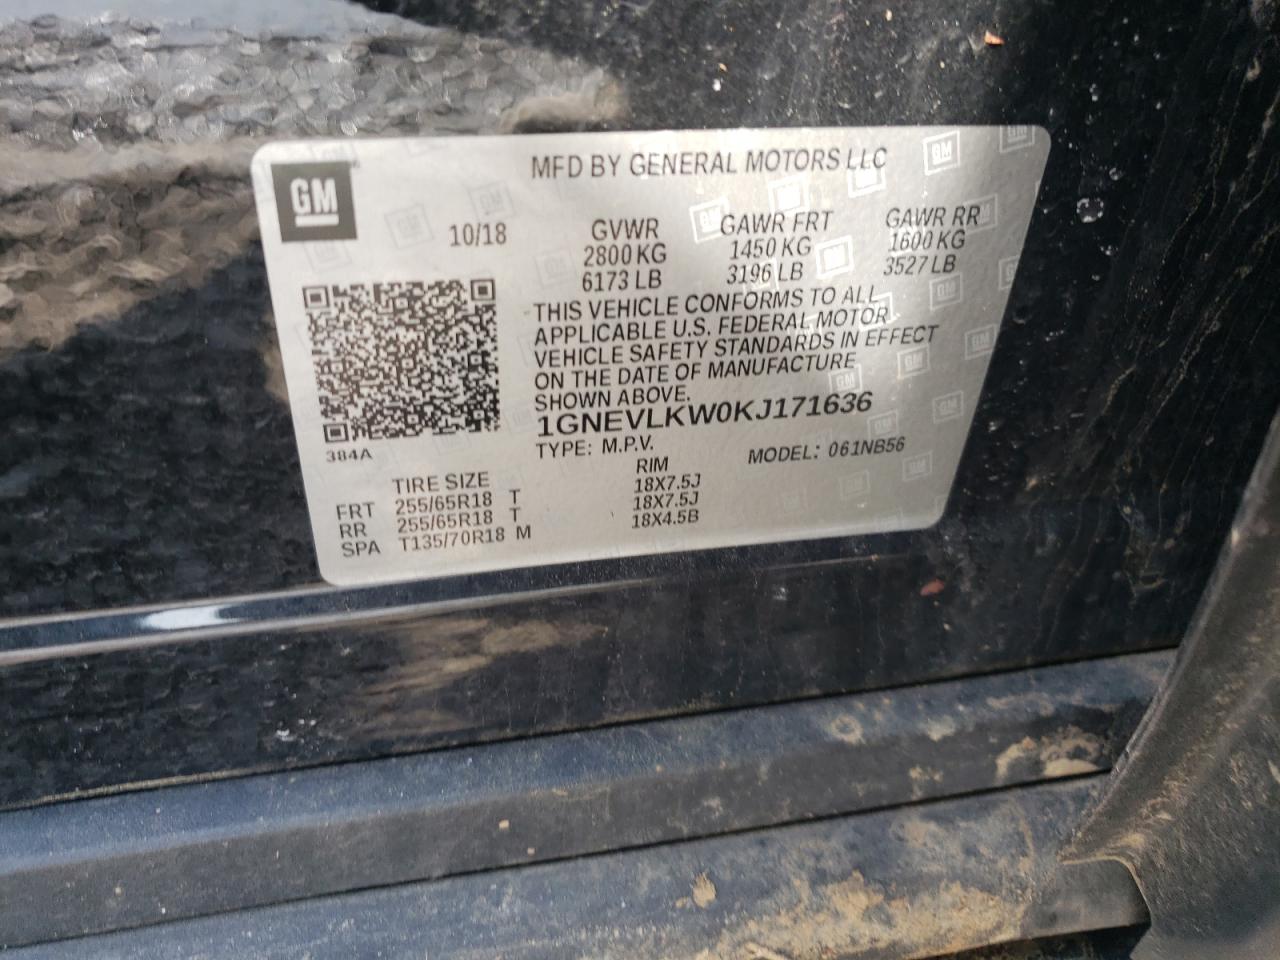 GM
MFD BY GENERAL MOTORS LLC
10/18
GVWR GAWR FRT GAWR RR
2800 KG 1450 KG 1600 KG
6173 LB 3196 LB 3527 LB
THIS VEHICLE CONFORMS TO ALL
APPLICABLE U.S. FEDERAL MOTOR
VEHICLE SAFETY STANDARDS IN EFFECT
ON THE DATE OF MANUFACTURE
SHOWN ABOVE.
1GNEVLKW0KJ171636
TYPE: M.P.V. MODEL: 061NB56
384A
TIRE SIZE RIM
FRT 255/65R18 T 18X7.5J
RR 255/65R18 T 18X7.5J
SPA T135/70R18 M 18X4.5B